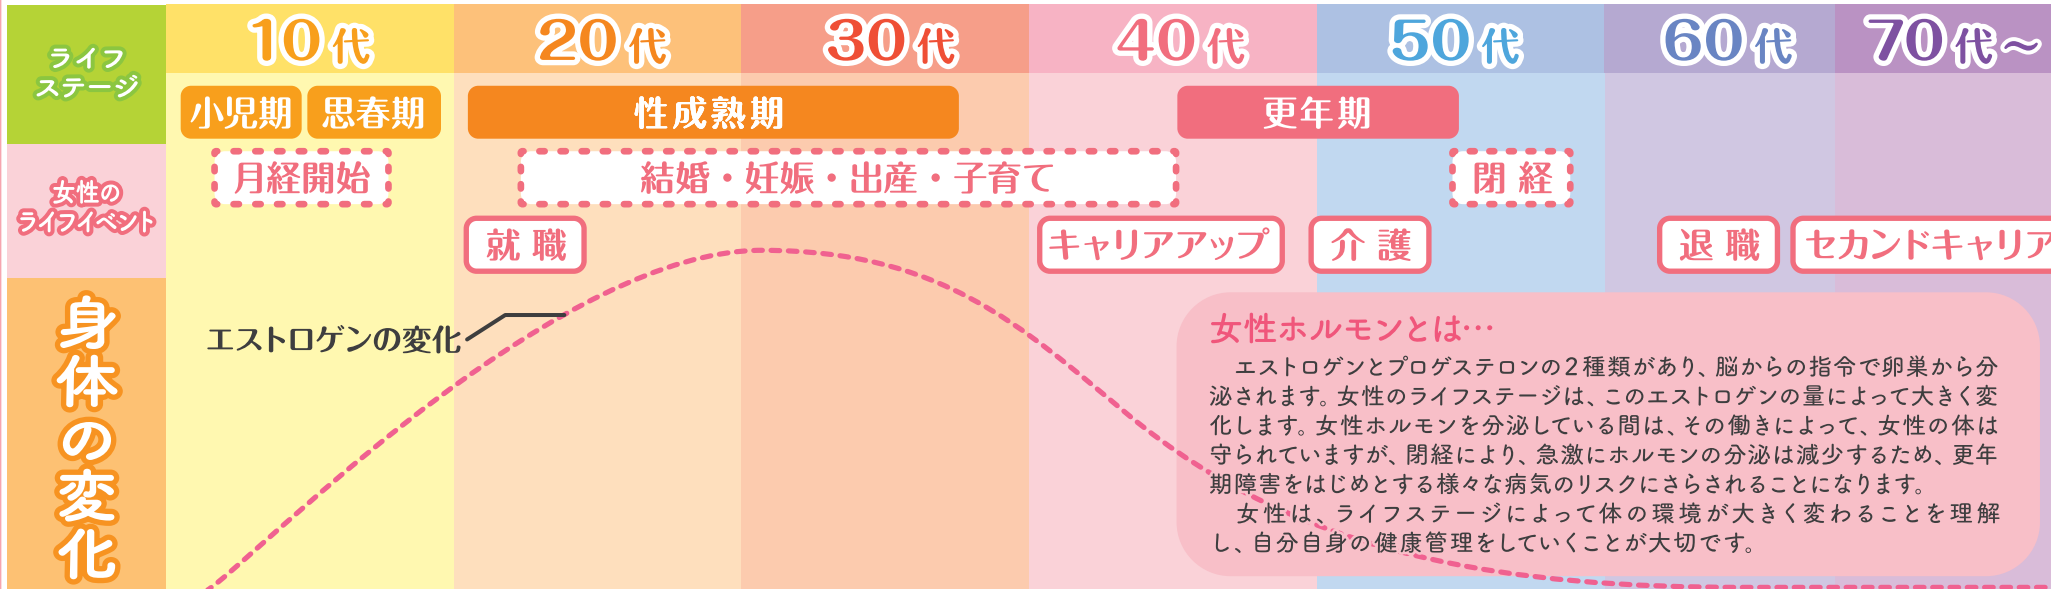 ライフ
ステージ
10代
20代
30代
40代
50代
60代
70代～
小児期
思春期
性成熟期
更年期
女性の
ライフイベント
月経開始
結婚・妊娠・出産・子育て
閉経
就職
キャリアアップ
介護
退職
セカンドキャリア
身体の変化
エストロゲンの変化
女性ホルモンとは…
エストロゲンとプロゲステロンの２種類があり、脳からの指令で卵巣から分
泌されます。女性のライフステージは、このエストロゲンの量によって大きく変
化します。女性ホルモンを分泌している間は、その働きによって、女性の体は
守られていますが、閉経により、急激にホルモンの分泌は減少するため、更年
期障害をはじめとする様々な病気のリスクにさらされることになります。
女性は、ライフステージによって体の環境が大きく変わることを理解
し、自分自身の健康管理をしていくことが大切です。